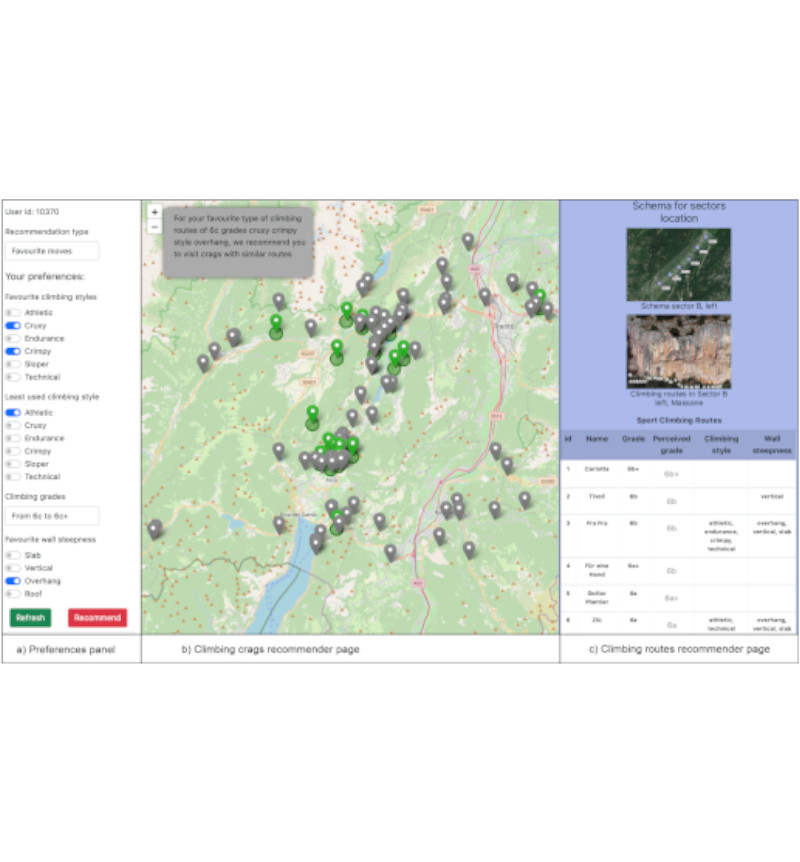 User id: 10370
Recommendation type
Favourite moves
Your preferences:
Favourite climbing styles
Athletic
Cruxy
Endurance
Crimpy
Sloper
Technical
Least used climbing style
Athletic
Cruxy
Endurance
Crimpy
Sloper
Technical
Climbing grades
From 6c to 6c+
Favourite wall steepness
Slab
Vertical
Overhang
Roof
Refresh Recommend
a) Preferences panel
+
−
For your favourite type of climbing
routes of 6c grades cruxy crimpy
style overhang, we recommend you
to visit crags with similar routes
Trento
Arco
b) Climbing crags recommender page
Schema for sectors
location
Schema sector B, left
Climbing routes in Sector B
left, Massone
Sport Climbing Routes
id Name Grade Perceived grade Climbing style Wall steepness
1 Carlotta 6b+ 6b+
2 Tivoli 6b 6b vertical
3 Fra Pra 6b 6b athletic, endurance, crimpy, technical overhang, vertical, slab
4 Für eine Hand 6a+ 6b
5 6a 6a+
6 6a 6a athletic, technical overhang, vertical, slab
c) Climbing routes recommender page